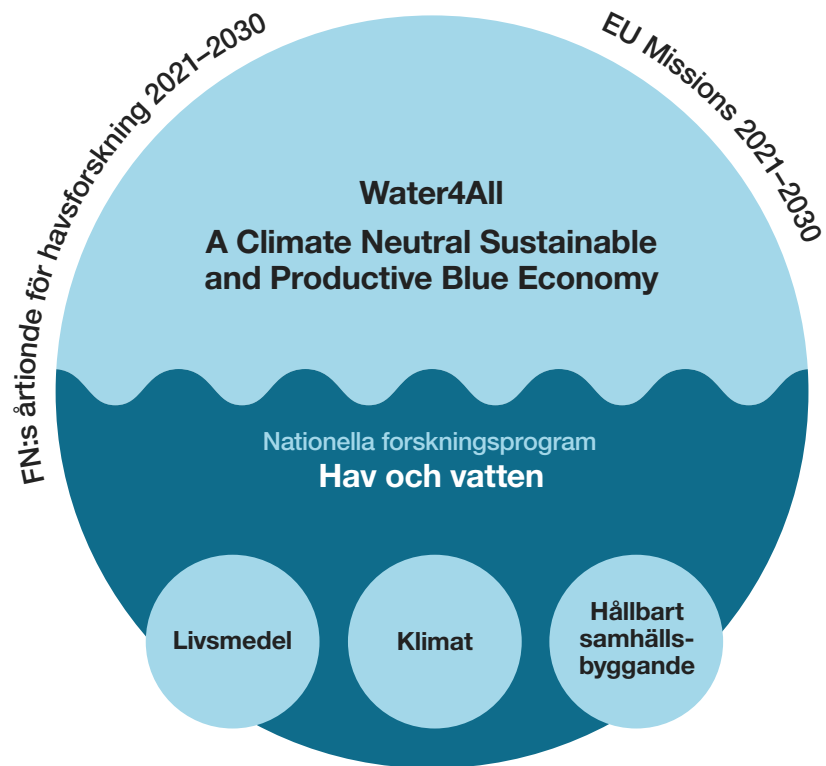 FN:s årtionde för havsforskning 2021–2030
EU Missions 2021–2030
Water4All
A Climate Neutral Sustainable
and Productive Blue Economy
Nationella forskningsprogram
Hav och vatten
Livsmedel
Klimat
Hållbart
samhälls-
byggande